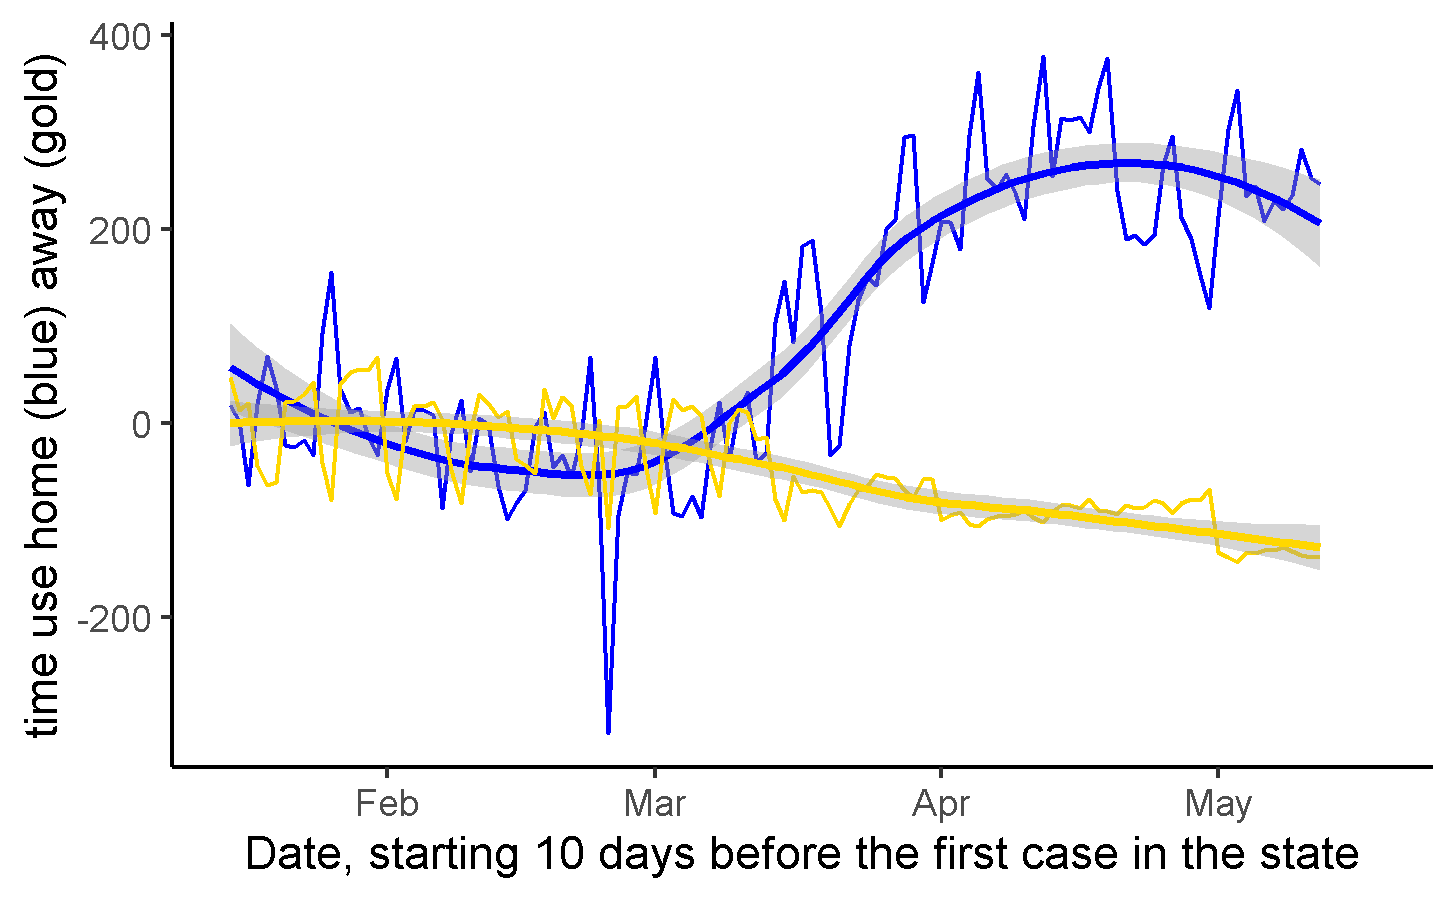 400
200
0
-200
time use home (blue) away (gold)
Feb Mar Apr May
Date, starting 10 days before the first case in the state